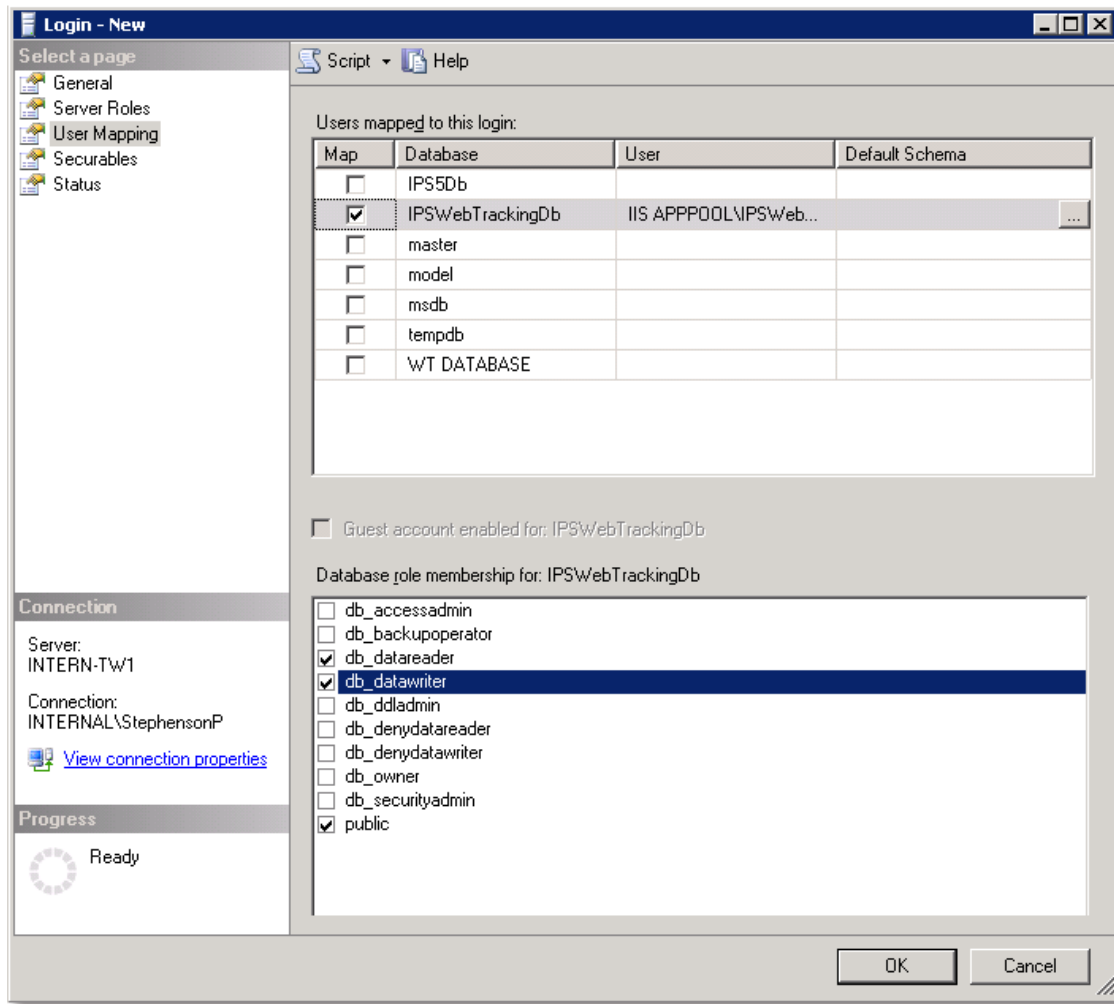 Login - New
Select a page
General
Server Roles
User Mapping
Securables
Status
Script Help
Users mapped to this login:
Map Database User Default Schema
IPS5Db
IPSWebTrackingDb IIS APPPOOL\IPSWeb... ...
master
model
msdb
tempdb
WT DATABASE
Guest account enabled for: IPSWebTrackingDb
Database role membership for: IPSWebTrackingDb
db_accessadmin
db_backupoperator
db_datareader
db_datawriter
db_ddladmin
db_denydatareader
db_denydatawriter
db_owner
db_securityadmin
public
Connection
Server:
INTERN-TW1
Connection:
INTERNAL\StephensonP
View connection properties
Progress
Ready
OK Cancel